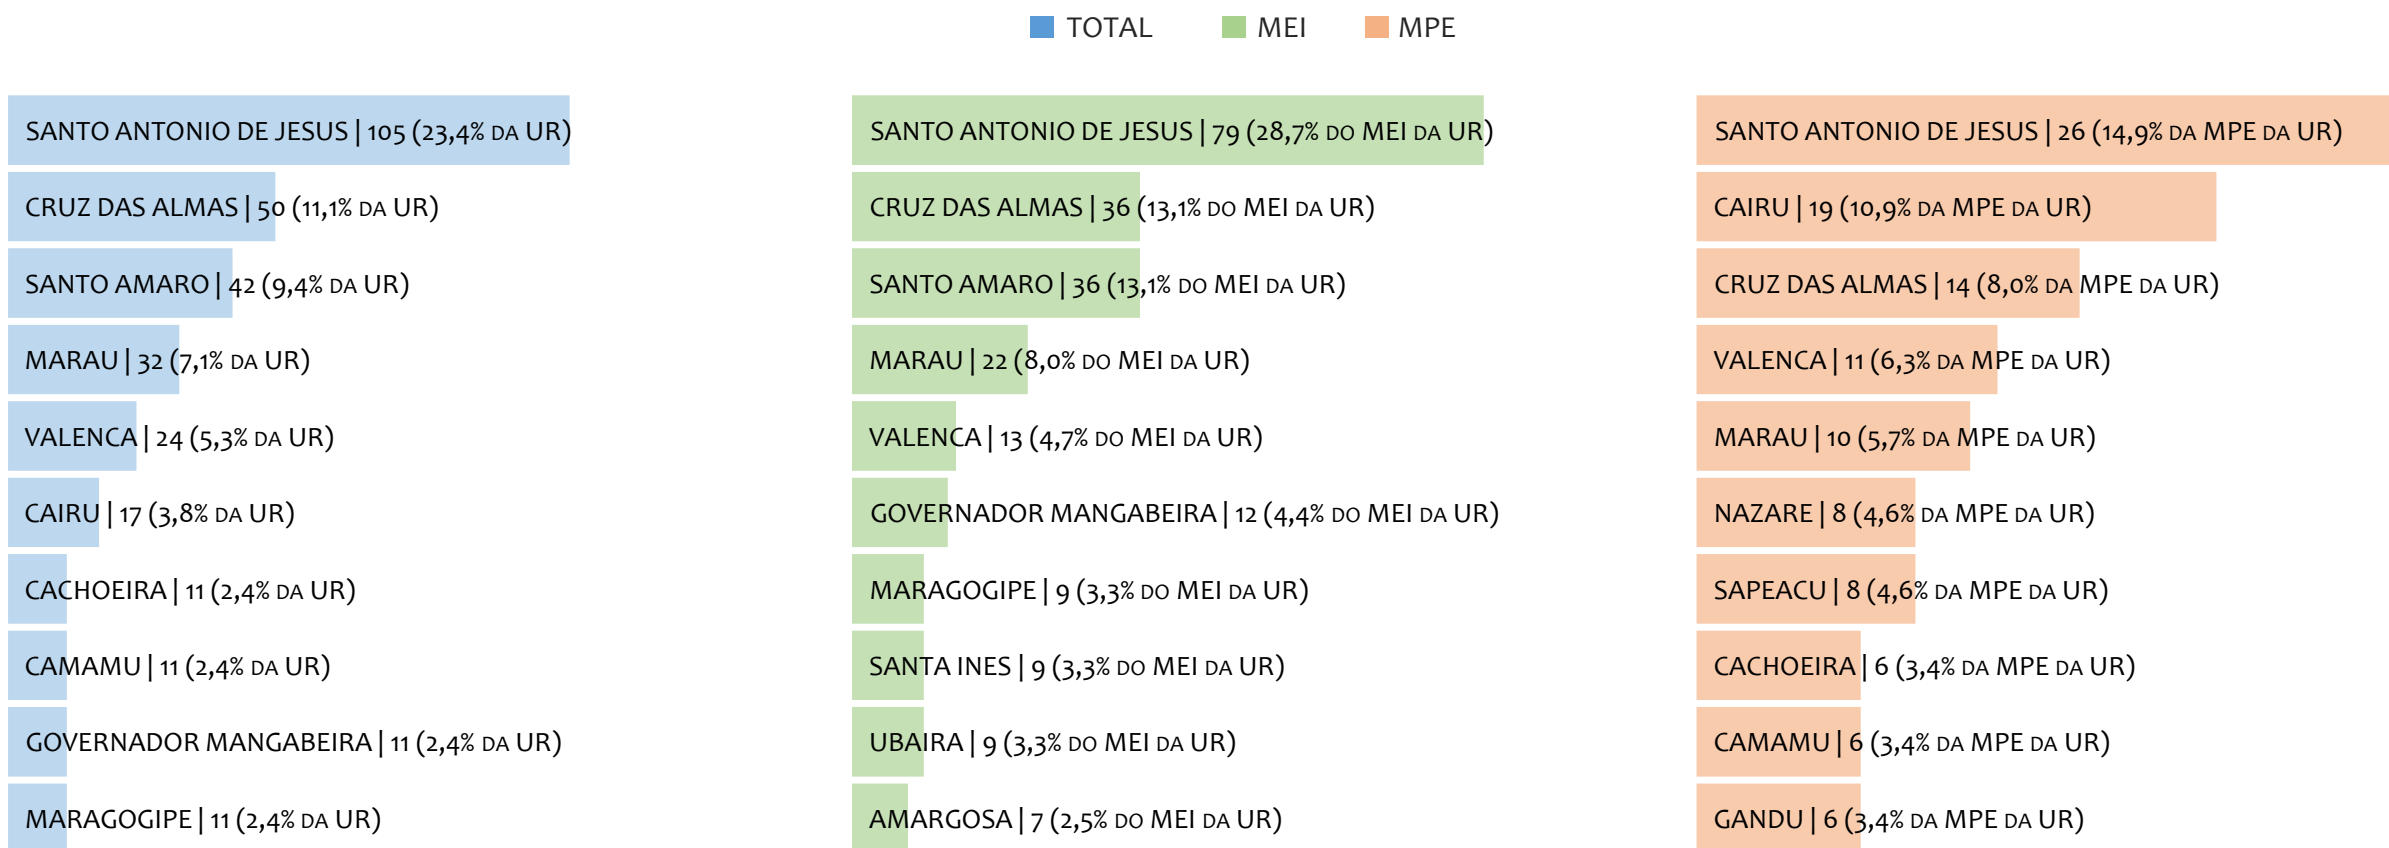 TOTAL MEI MPE
SANTO ANTONIO DE JESUS | 105 (23,4% DA UR)
CRUZ DAS ALMAS | 50 (11,1% DA UR)
SANTO AMARO | 42 (9,4% DA UR)
MARAU | 32 (7,1% DA UR)
VALENCA | 24 (5,3% DA UR)
CAIRU | 17 (3,8% DA UR)
CACHOEIRA | 11 (2,4% DA UR)
CAMAMU | 11 (2,4% DA UR)
GOVERNADOR MANGABEIRA | 11 (2,4% DA UR)
MARAGOGIPE | 11 (2,4% DA UR)
SANTO ANTONIO DE JESUS | 79 (28,7% DO MEI DA UR)
CRUZ DAS ALMAS | 36 (13,1% DO MEI DA UR)
SANTO AMARO | 36 (13,1% DO MEI DA UR)
MARAU | 22 (8,0% DO MEI DA UR)
VALENCA | 13 (4,7% DO MEI DA UR)
GOVERNADOR MANGABEIRA | 12 (4,4% DO MEI DA UR)
MARAGOGIPE | 9 (3,3% DO MEI DA UR)
SANTA INES | 9 (3,3% DO MEI DA UR)
UBAIRA | 9 (3,3% DO MEI DA UR)
AMARGOSA | 7 (2,5% DO MEI DA UR)
SANTO ANTONIO DE JESUS | 26 (14,9% DA MPE DA UR)
CAIRU | 19 (10,9% DA MPE DA UR)
CRUZ DAS ALMAS | 14 (8,0% DA MPE DA UR)
VALENCA | 11 (6,3% DA MPE DA UR)
MARAU | 10 (5,7% DA MPE DA UR)
NAZARE | 8 (4,6% DA MPE DA UR)
SAPEACU | 8 (4,6% DA MPE DA UR)
CACHOEIRA | 6 (3,4% DA MPE DA UR)
CAMAMU | 6 (3,4% DA MPE DA UR)
GANDU | 6 (3,4% DA MPE DA UR)